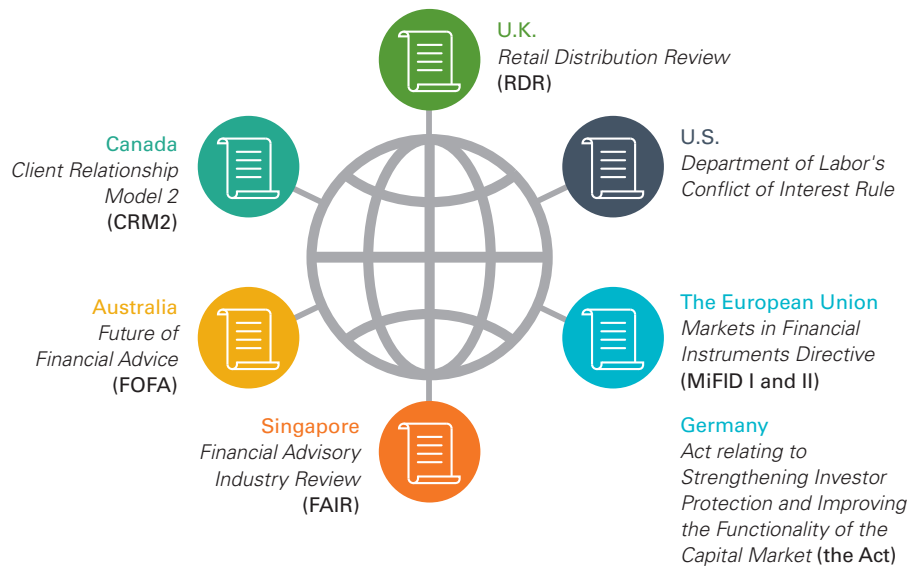 U.K.
Retail Distribution Review
(RDR)
U.S.
Department of Labor's
Conflict of Interest Rule
The European Union
Markets in Financial
Instruments Directive
(MiFID I and II)
Germany
Act relating to
Strengthening Investor
Protection and Improving
the Functionality of the
Capital Market (the Act)
Singapore
Financial Advisory
Industry Review
(FAIR)
Australia
Future of
Financial Advice
(FOFA)
Canada
Client Relationship
Model 2
(CRM2)